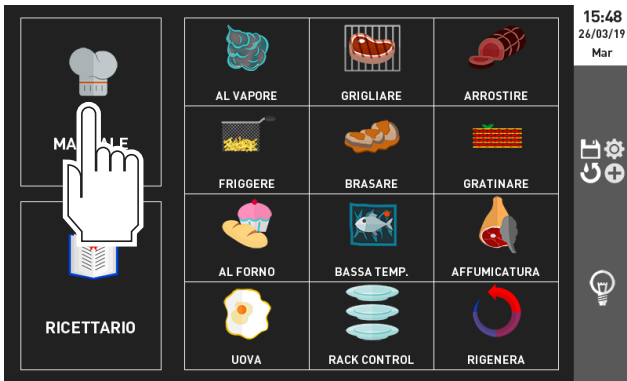 15:48
26/03/19
Mar
AL VAPORE
GRIGLIARE
ARROSTIRE
FRIGGERE
BRASARE
GRATINARE
RICETTARIO
AL FORNO
BASSA TEMP.
AFFUMICATURA
UOVA
RACK CONTROL
RIGENERA